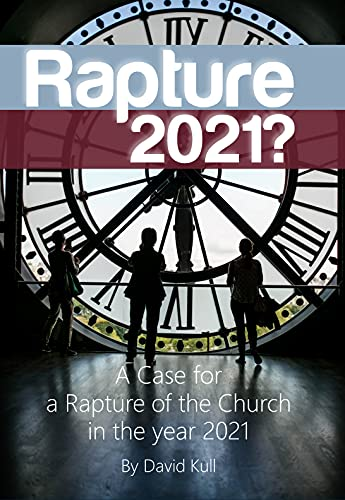 Rapture
2021?
A Case for
a Rapture of the Church
in the year 2021
By David Kull